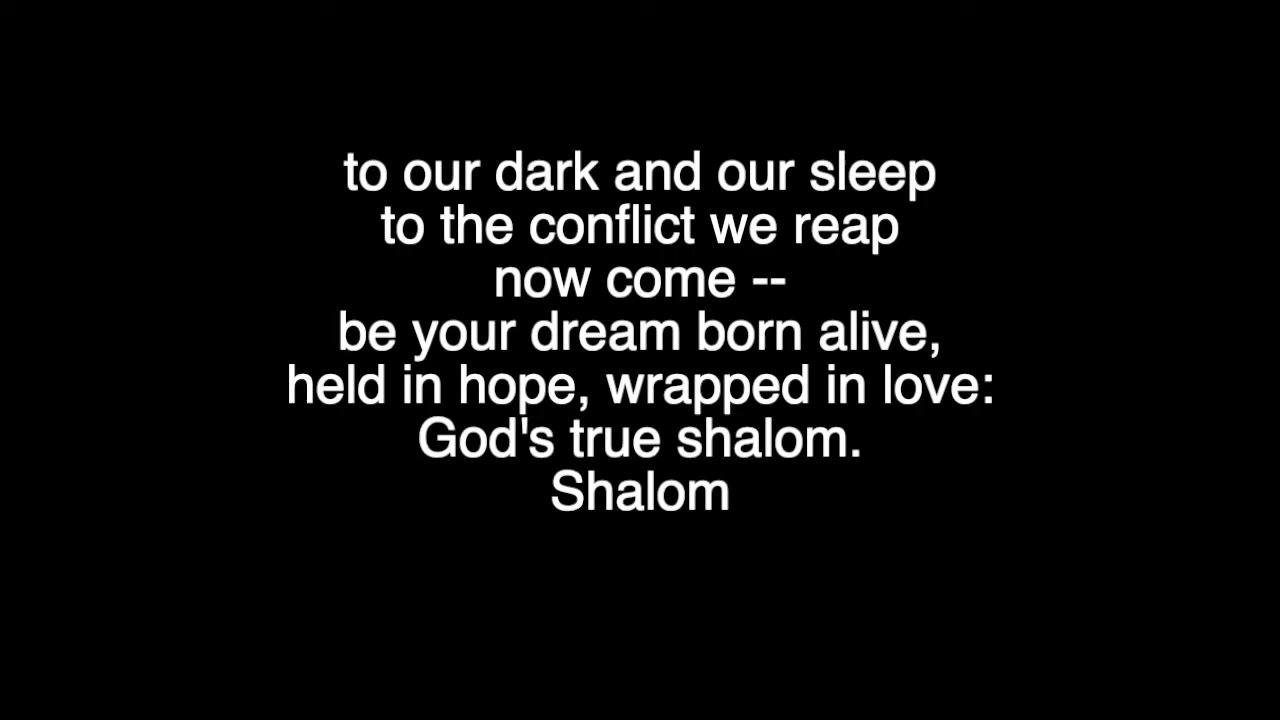 to our dark and our sleep
to the conflict we reap
now come --
be your dream born alive,
held in hope, wrapped in love:
God's true shalom.
Shalom